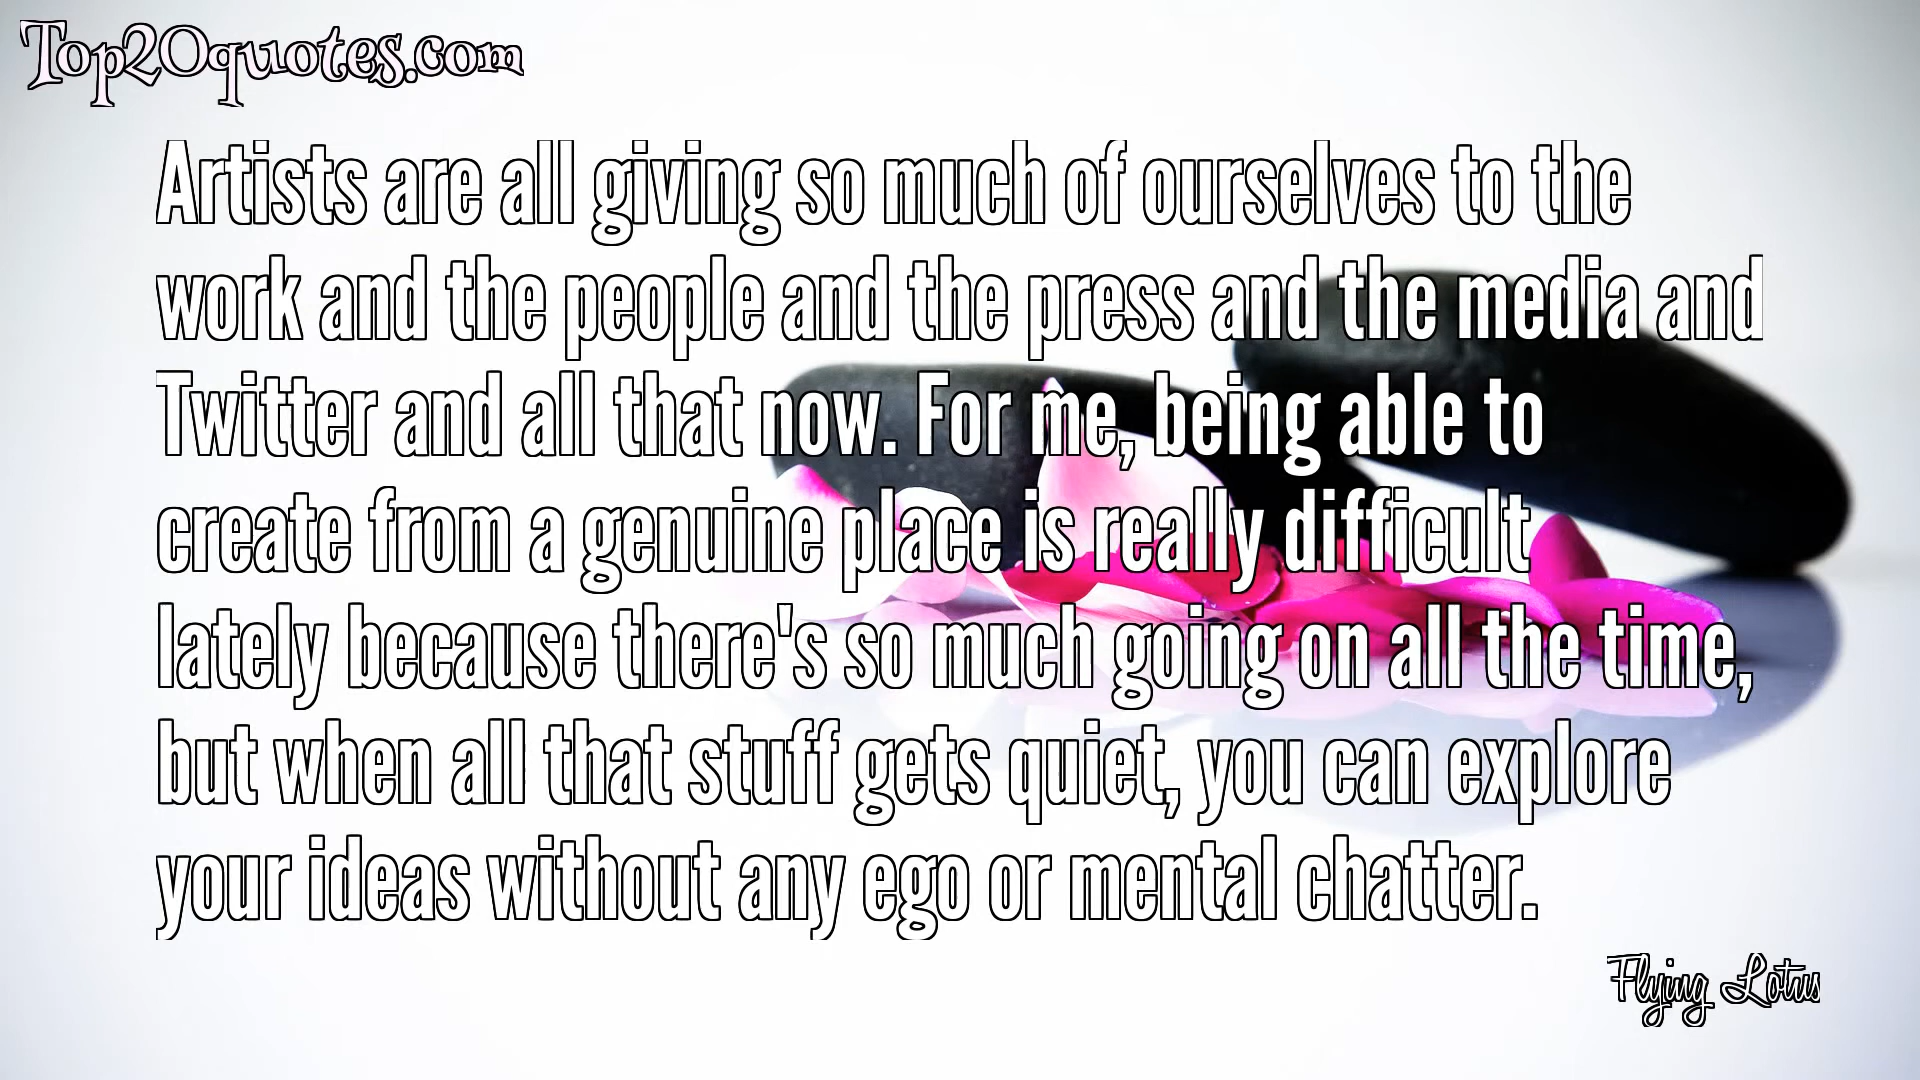 Top20quotes.com
Artists are all giving so much of ourselves to the
work and the people and the press and the media and
Twitter and all that now. For me, being able to
create from a genuine place is really difficult
lately because there's so much going on all the time,
but when all that stuff gets quiet, you can explore
your ideas without any ego or mental chatter.
Flying Lotus